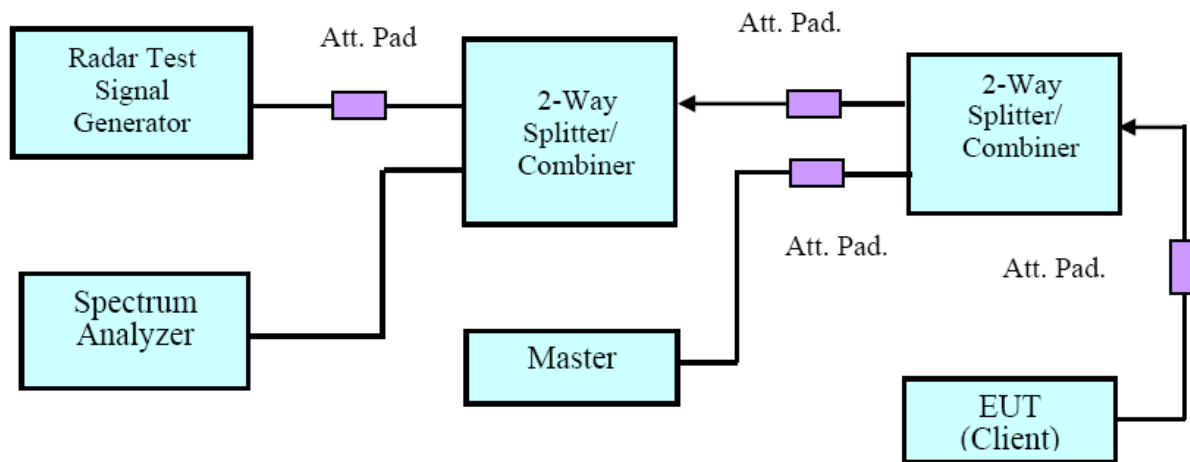 Radar Test
Signal
Generator
Att. Pad
2-Way
Splitter/
Combiner
Att. Pad.
2-Way
Splitter/
Combiner
Att. Pad.
Att. Pad.
Spectrum
Analyzer
Master
EUT
(Client)